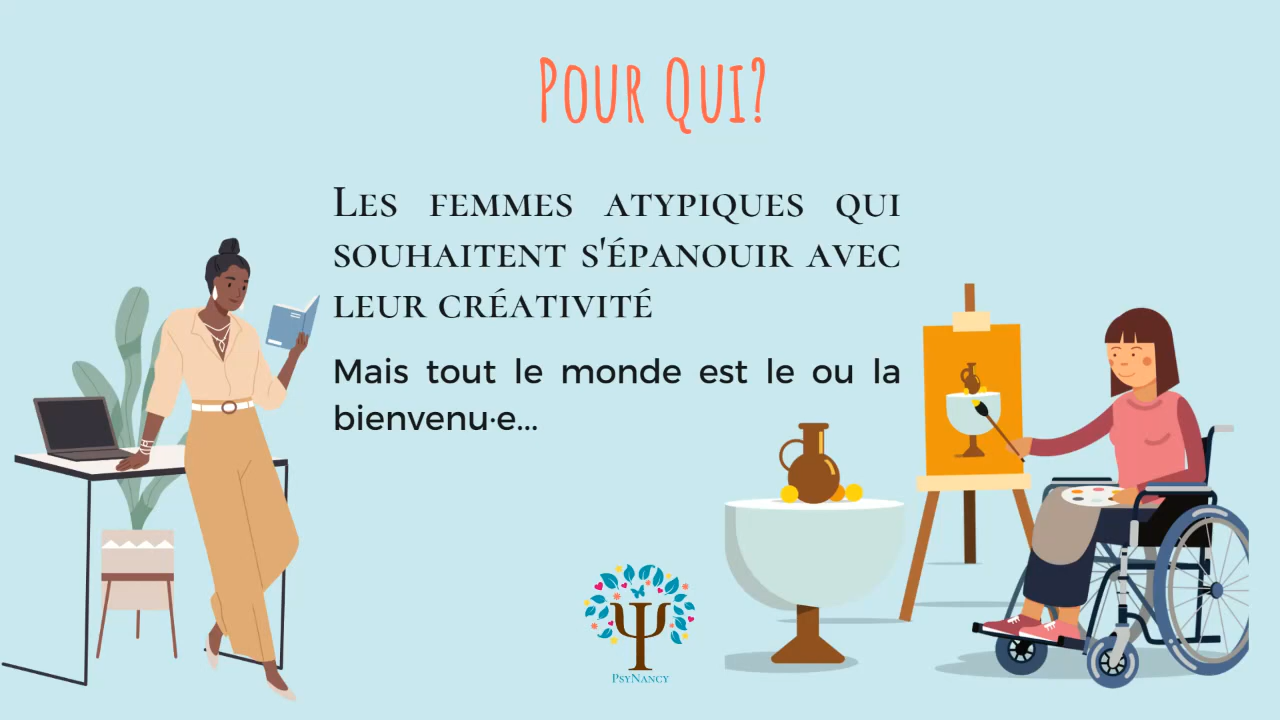 Pour Qui?
Les femmes atypiques qui
souhaitent s'épanouir avec
leur créativité
Mais tout le monde est le ou la
bienvenu·e...
PsyNancy